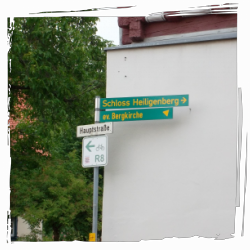 Schloss Heiligenberg
ev. Bergkirche
Hauptstraße
R8